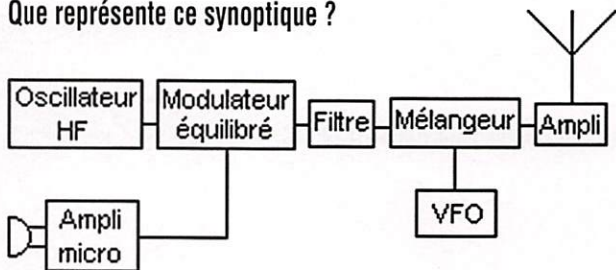 Que représente ce synoptique ?
Oscillateur
HF
Modulateur
équilibré
Filtre
Mélangeur
Ampli
Ampli
micro
VFO